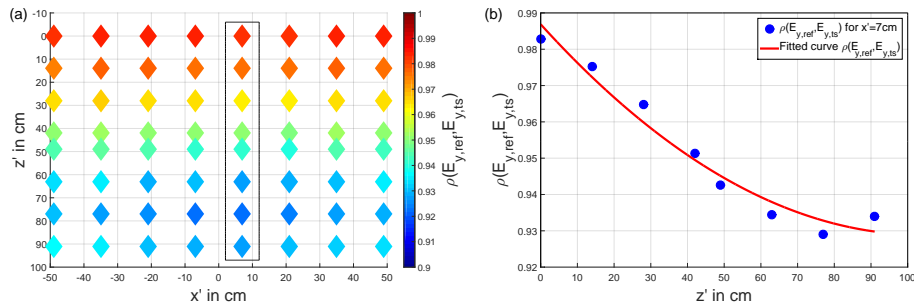 (a)
-10
0
10
20
30
40
50
60
70
80
90
100
z' in cm
-50 -40 -30 -20 -10 0 10 20 30 40 50
x' in cm
1
0.99
0.98
0.97
0.96
0.95
0.94
0.93
0.92
0.91
0.9
ρ(E_y,ref,E_y,ts)
(b)
0.99
0.98
0.97
0.96
0.95
0.94
0.93
0.92
ρ(E_y,ref,E_y,ts)
0 10 20 30 40 50 60 70 80 90 100
z' in cm
ρ(E_y,ref,E_y,ts) for x'=7cm
Fitted curve ρ(E_y,ref,E_y,ts)